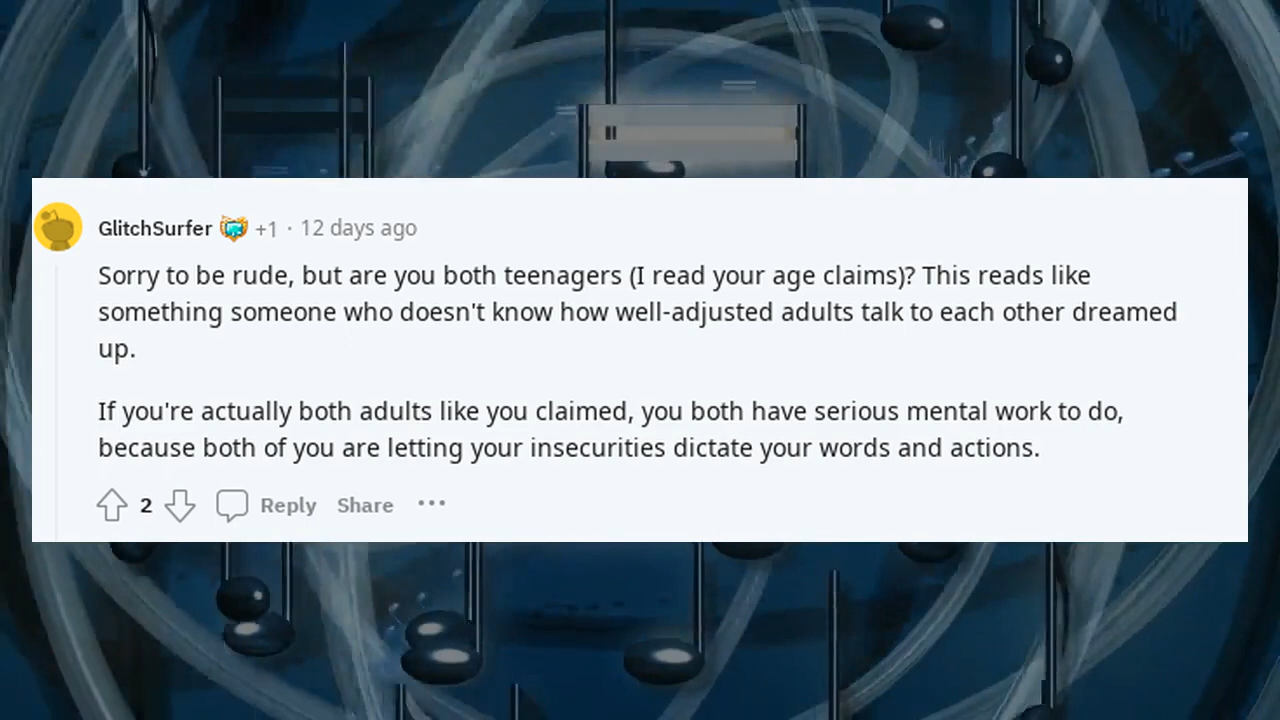 GlitchSurfer +1 · 12 days ago
Sorry to be rude, but are you both teenagers (I read your age claims)? This reads like
something someone who doesn't know how well-adjusted adults talk to each other dreamed
up.
If you're actually both adults like you claimed, you both have serious mental work to do,
because both of you are letting your insecurities dictate your words and actions.
2 Reply Share ···